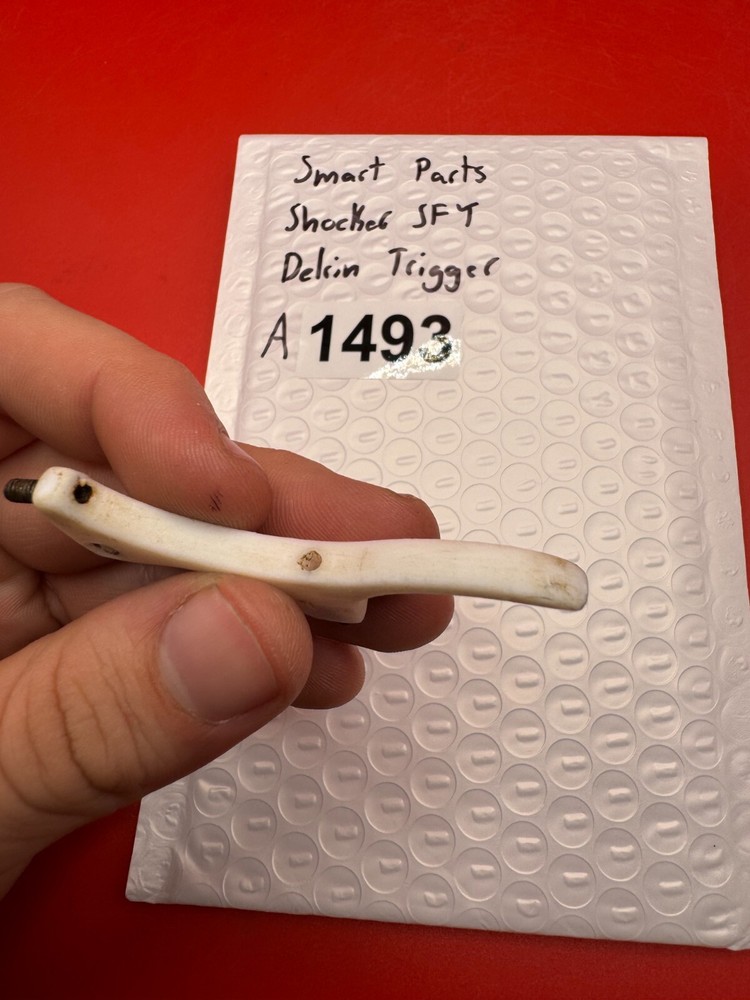 Smart Parts
Shocker SFT
Delrin Trigger
A 1493